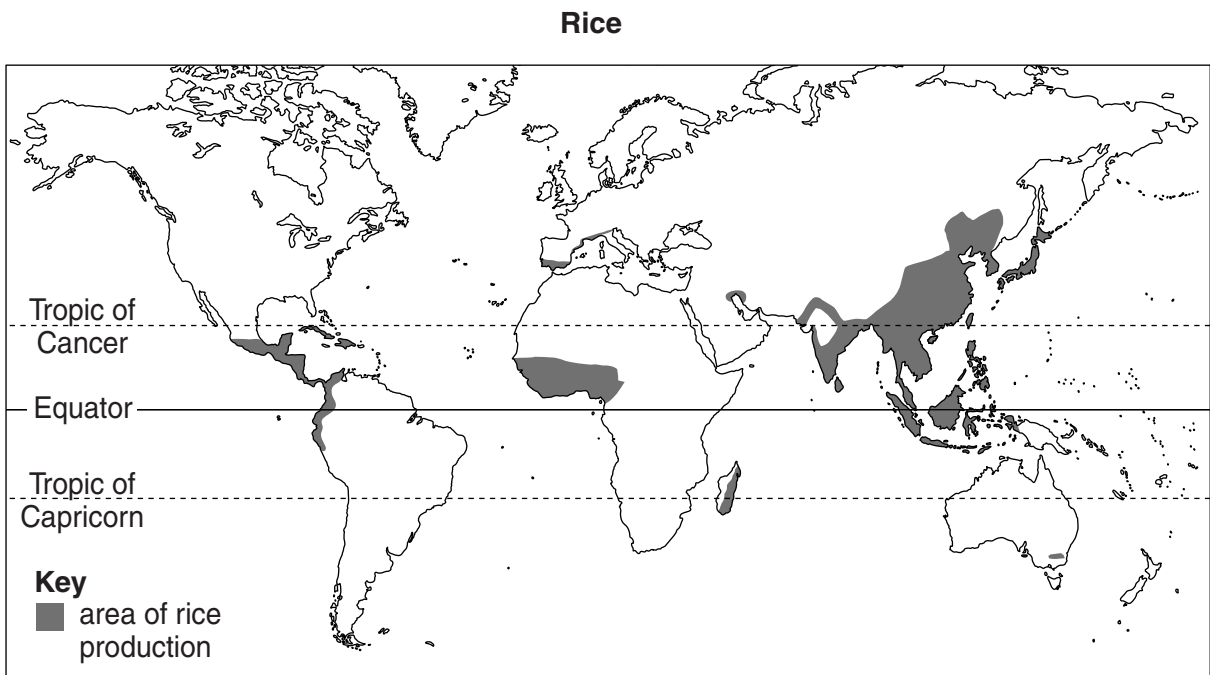 Rice
Tropic of
Cancer
Equator
Tropic of
Capricorn
Key
area of rice
production